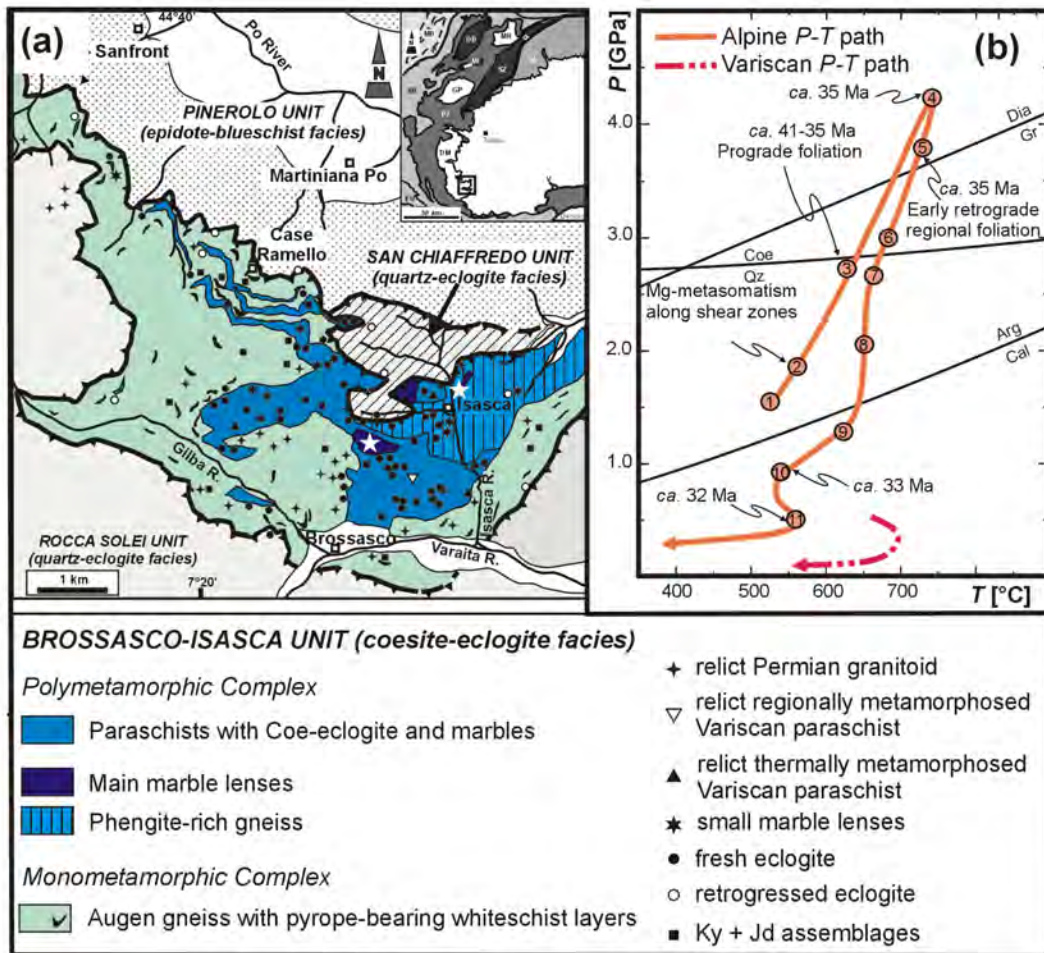 (a)
44°40'
Sanfront
Po River
N
PINEROLO UNIT
(epidote-blueschist facies)
Martiniana Po
Case
Ramello
SAN CHIAFFREDO UNIT
(quartz-eclogite facies)
Isasca
Gilba R.
Isasca R.
Brossasco
Varaita R.
ROCCA SOLEI UNIT
(quartz-eclogite facies)
1 km
7°20'
GP
DM
(b)
P [GPa]
Alpine P-T path
Variscan P-T path
ca. 35 Ma
4
Dia
Gr
4.0
ca. 41-35 Ma
Prograde foliation
5
ca. 35 Ma
Early retrograde
regional foliation
3.0
6
Coe
Qz
3
7
Mg-metasomatism
along shear zones
2
8
2.0
1
Arg
Cal
9
1.0
10
ca. 33 Ma
ca. 32 Ma
11
400
500
600
700
T [°C]
BROSSASCO-ISASCA UNIT (coesite-eclogite facies)
Polymetamorphic Complex
Paraschists with Coe-eclogite and marbles
Main marble lenses
Phengite-rich gneiss
Monometamorphic Complex
Augen gneiss with pyrope-bearing whiteschist layers
relict Permian granitoid
relict regionally metamorphosed
Variscan paraschist
relict thermally metamorphosed
Variscan paraschist
small marble lenses
fresh eclogite
retrogressed eclogite
Ky + Jd assemblages